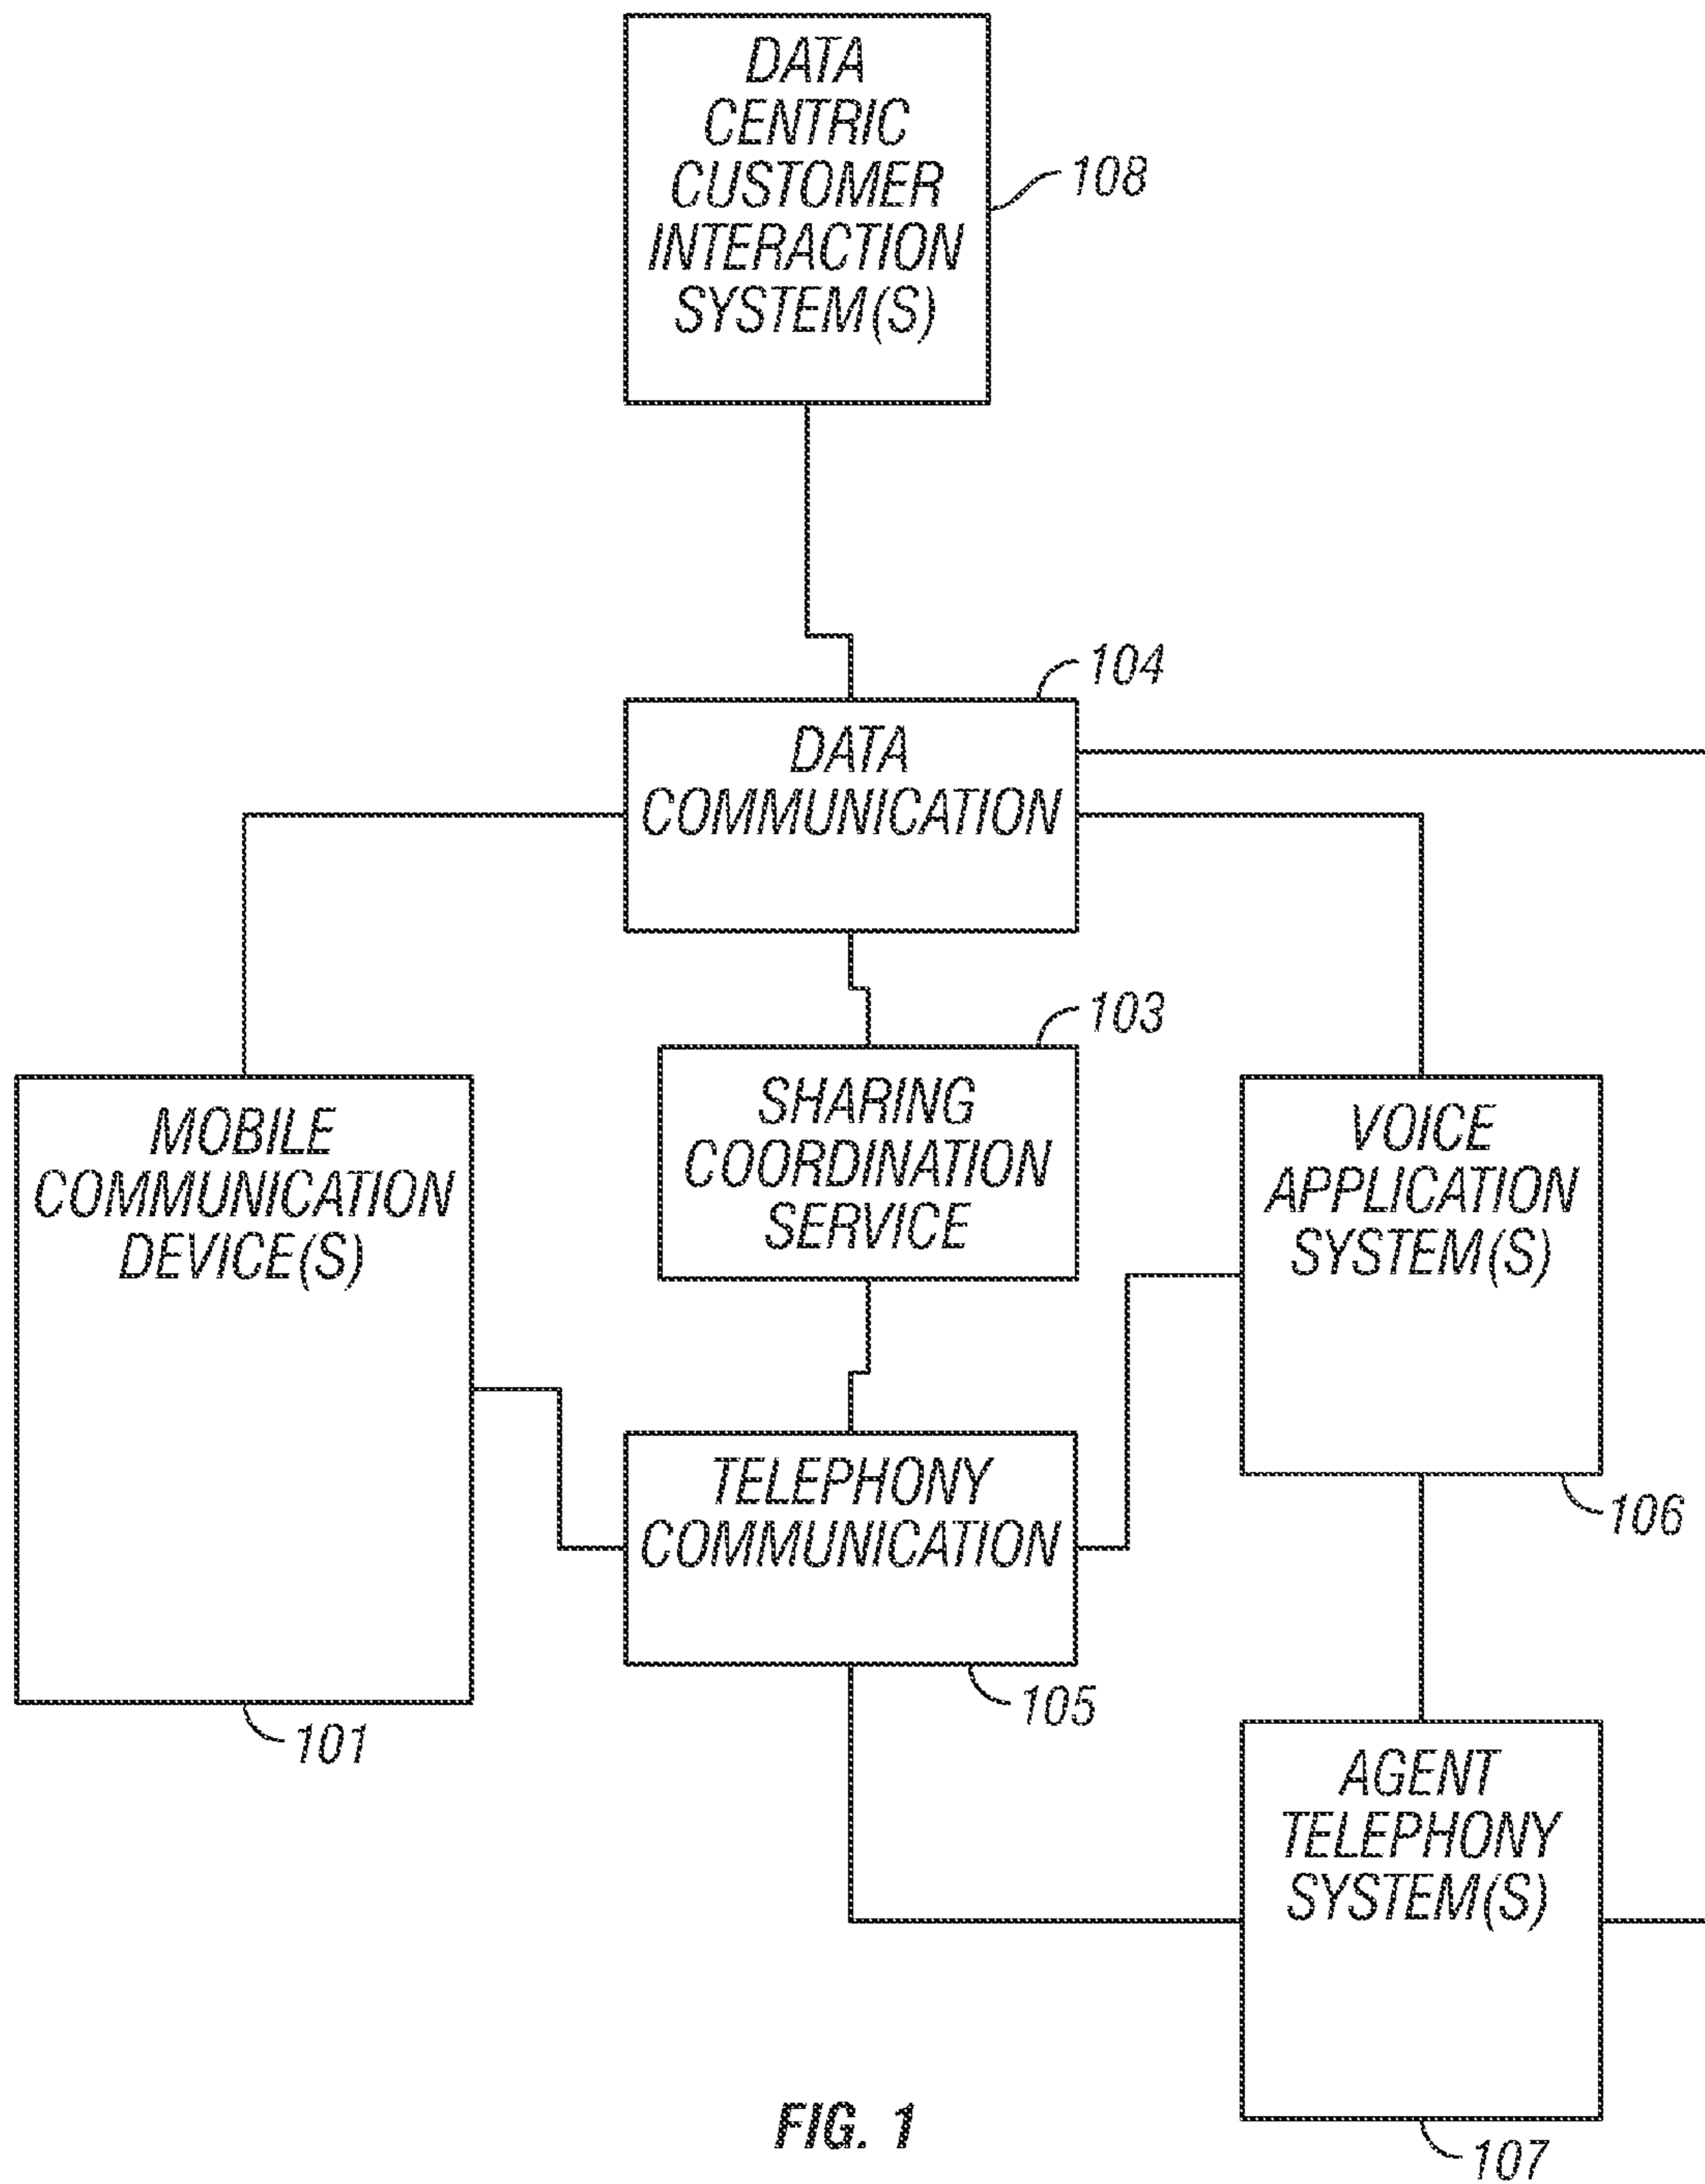 DATA
CENTRIC
CUSTOMER
INTERACTION
SYSTEM(S)
108
104
DATA
COMMUNICATION
103
SHARING
COORDINATION
SERVICE
MOBILE
COMMUNICATION
DEVICE(S)
VOICE
APPLICATION
SYSTEM(S)
TELEPHONY
COMMUNICATION
106
105
101
AGENT
TELEPHONY
SYSTEM(S)
107
FIG. 1